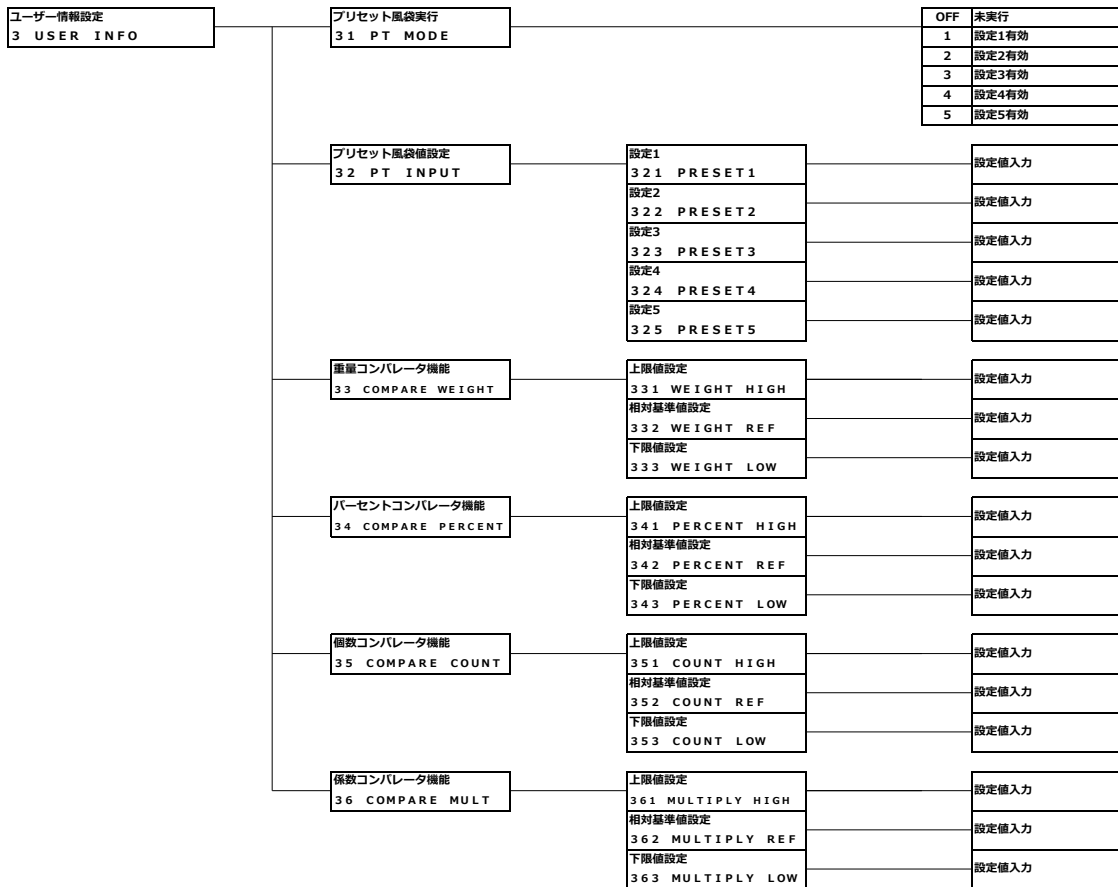 ユーザー情報設定
3 USER INFO
プリセット風袋実行
31 PT MODE
OFF 未実行
1 設定1有効
2 設定2有効
3 設定3有効
4 設定4有効
5 設定5有効
プリセット風袋値設定
32 PT INPUT
設定1
321 PRESET1
設定値入力
設定2
322 PRESET2
設定値入力
設定3
323 PRESET3
設定値入力
設定4
324 PRESET4
設定値入力
設定5
325 PRESET5
設定値入力
重量コンパレータ機能
33 COMPARE WEIGHT
上限値設定
331 WEIGHT HIGH
設定値入力
相対基準値設定
332 WEIGHT REF
設定値入力
下限値設定
333 WEIGHT LOW
設定値入力
パーセントコンパレータ機能
34 COMPARE PERCENT
上限値設定
341 PERCENT HIGH
設定値入力
相対基準値設定
342 PERCENT REF
設定値入力
下限値設定
343 PERCENT LOW
設定値入力
個数コンパレータ機能
35 COMPARE COUNT
上限値設定
351 COUNT HIGH
設定値入力
相対基準値設定
352 COUNT REF
設定値入力
下限値設定
353 COUNT LOW
設定値入力
係数コンパレータ機能
36 COMPARE MULT
上限値設定
361 MULTIPLY HIGH
設定値入力
相対基準値設定
362 MULTIPLY REF
設定値入力
下限値設定
363 MULTIPLY LOW
設定値入力